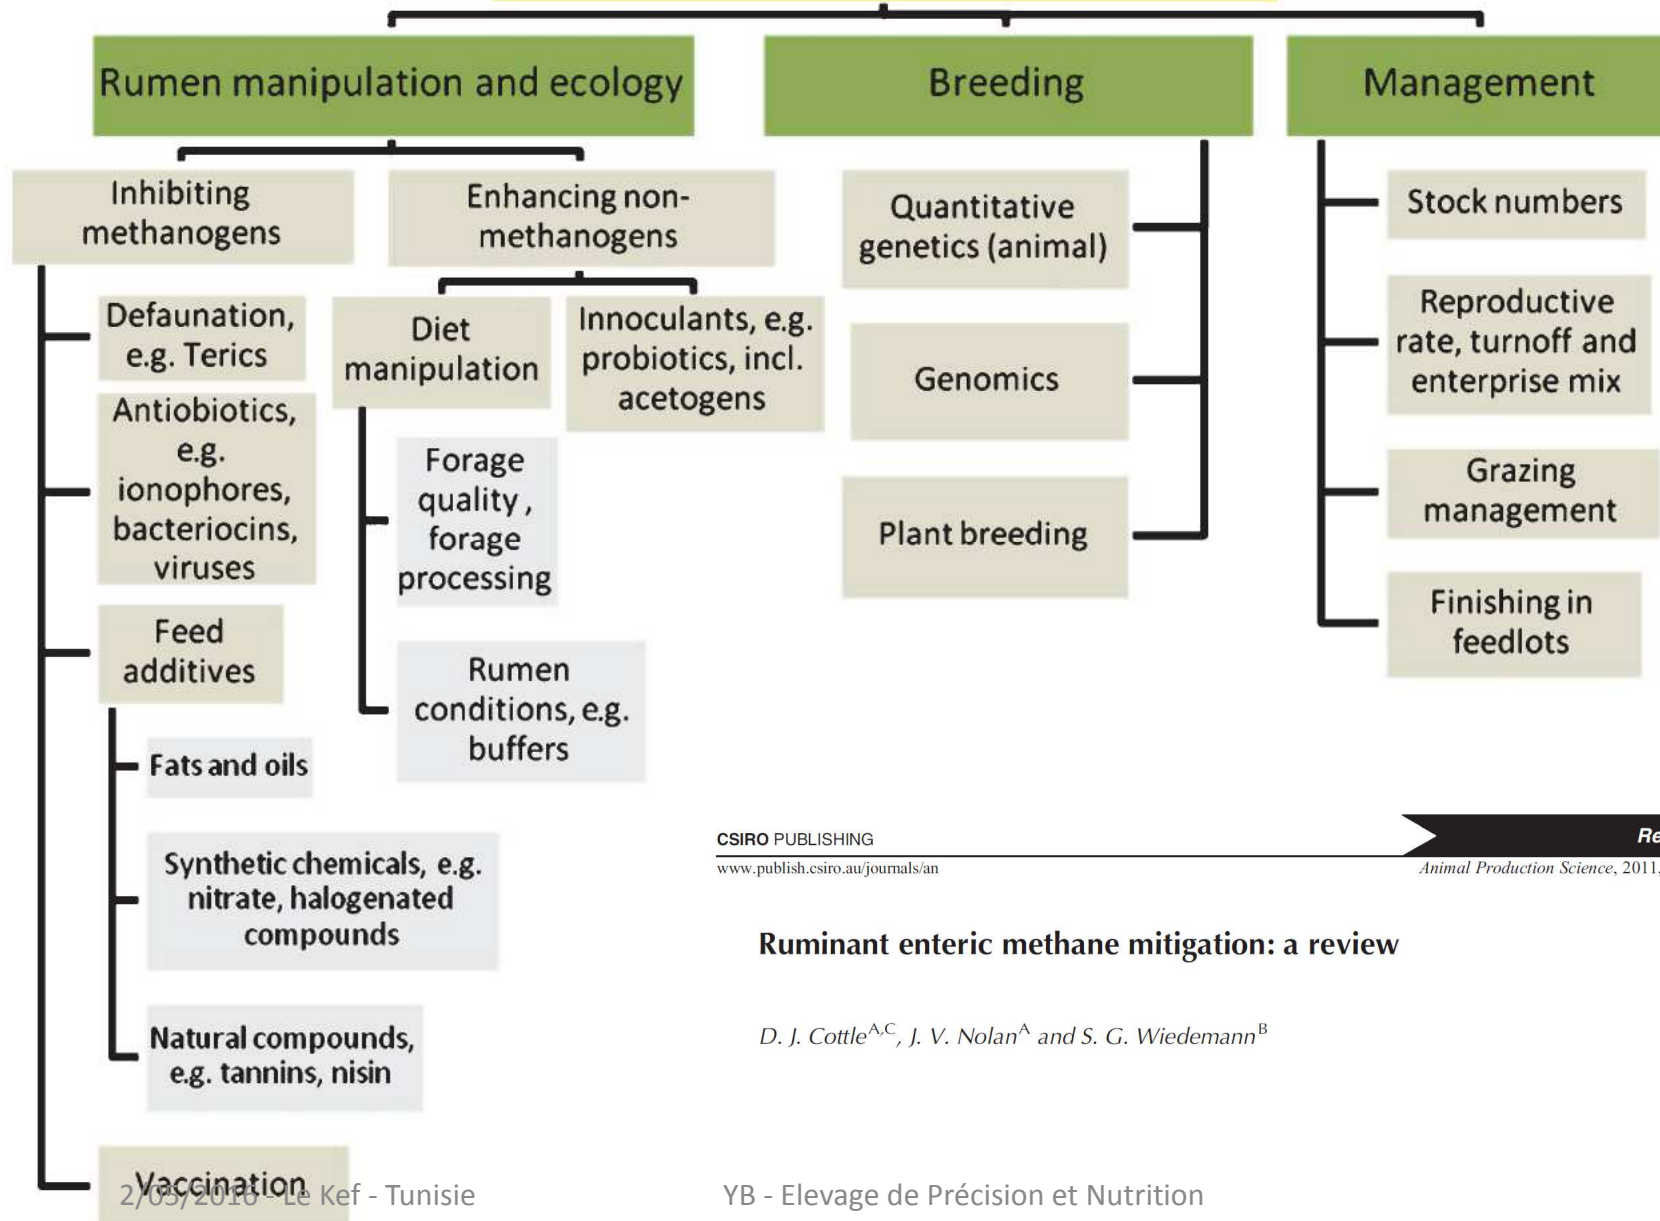 Rumen manipulation and ecology
Breeding
Management
Inhibiting
methanogens
Enhancing non-
methanogens
Defaunation,
e.g. Terics
Antiobiotics,
e.g.
ionophores,
bacteriocins,
viruses
Feed
additives
Fats and oils
Synthetic chemicals, e.g.
nitrate, halogenated
compounds
Natural compounds,
e.g. tannins, nisin
Vaccination
Diet
manipulation
Forage
quality ,
forage
processing
Rumen
conditions, e.g.
buffers
Innoculants, e.g.
probiotics, incl.
acetogens
Quantitative
genetics (animal)
Genomics
Plant breeding
Stock numbers
Reproductive
rate, turnoff and
enterprise mix
Grazing
management
Finishing in
feedlots
CSIRO PUBLISHING
Re
www.publish.csiro.au/journals/an
Animal Production Science, 2011,
Ruminant enteric methane mitigation: a review
D. J. Cottle A,C, J. V. Nolan A and S. G. Wiedemann B
2/05/2016 - Le Kef - Tunisie
YB - Elevage de Précision et Nutrition